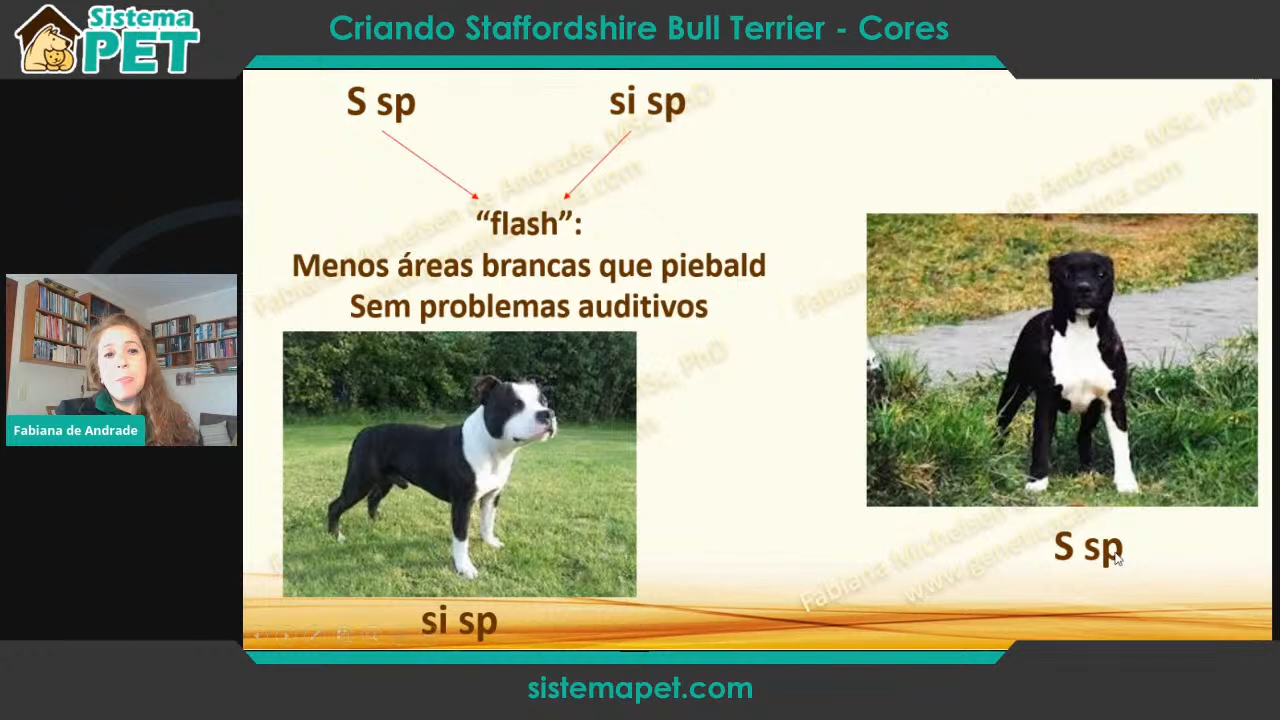 Sistema
PET
Criando Staffordshire Bull Terrier - Cores
S sp
si sp
“flash”:
Menos áreas brancas que piebald
Sem problemas auditivos
Fabiana de Andrade
si sp
S sp
sistemapet.com